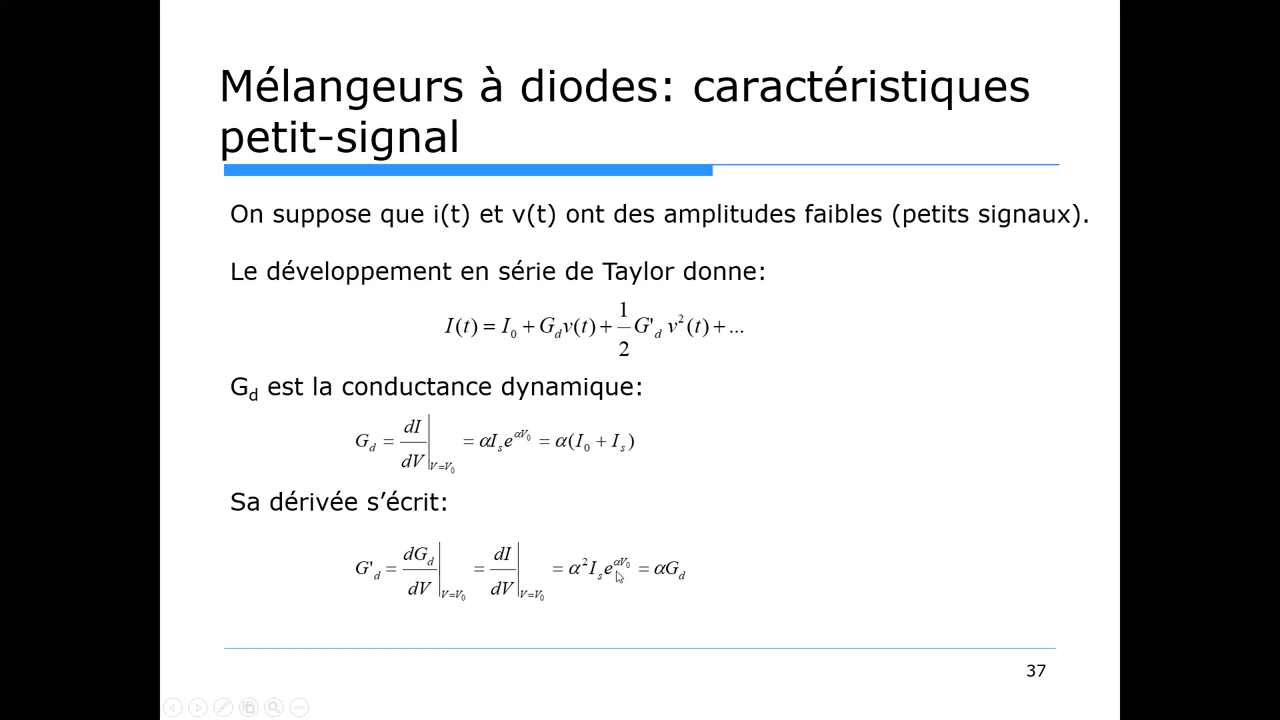 Mélangeurs à diodes: caractéristiques
petit-signal
On suppose que i(t) et v(t) ont des amplitudes faibles (petits signaux).
Le développement en série de Taylor donne:
I(t) = I₀ + G_d v(t) + 1/2 G'_d v²(t) + ...
G_d est la conductance dynamique:
G_d = dI/dV |_{V=V₀} = αI_s e^{αV₀} = α(I₀ + I_s)
Sa dérivée s’écrit:
G'_d = dG_d/dV |_{V=V₀} = dI/dV |_{V=V₀} = α² I_s e^{αV₀} = αG_d
37